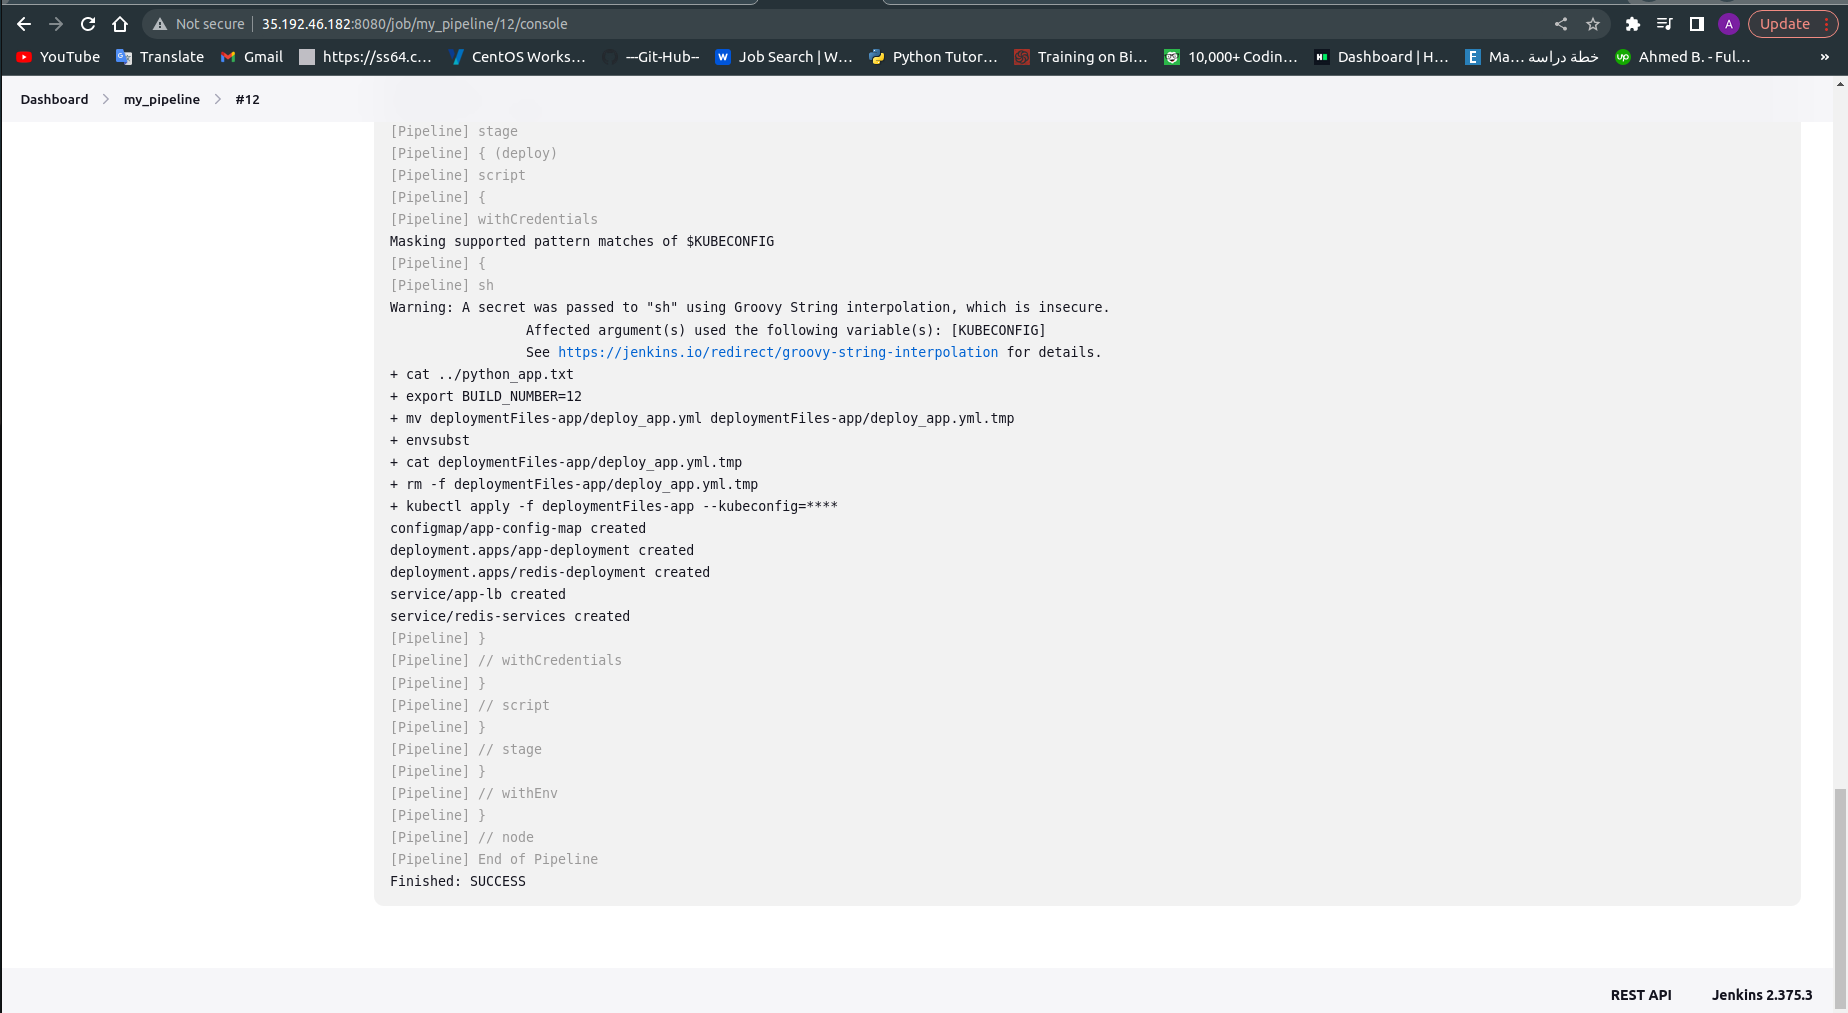 Not secure 35.192.46.182:8080/job/my_pipeline/12/console A Update
YouTube Translate Gmail https://ss64.c... CentOS Works... ---Git-Hub-- Job Search | W... Python Tutor... Training on Bi... 10,000+ Codin... Dashboard | H... Ma... خطة دراسة Ahmed B. - Ful... »
Dashboard my_pipeline #12
[Pipeline] stage
[Pipeline] { (deploy)
[Pipeline] script
[Pipeline] {
[Pipeline] withCredentials
Masking supported pattern matches of $KUBECONFIG
[Pipeline] {
[Pipeline] sh
Warning: A secret was passed to "sh" using Groovy String interpolation, which is insecure.
Affected argument(s) used the following variable(s): [KUBECONFIG]
See https://jenkins.io/redirect/groovy-string-interpolation for details.
+ cat ../python_app.txt
+ export BUILD_NUMBER=12
+ mv deploymentFiles-app/deploy_app.yml deploymentFiles-app/deploy_app.yml.tmp
+ envsubst
+ cat deploymentFiles-app/deploy_app.yml.tmp
+ rm -f deploymentFiles-app/deploy_app.yml.tmp
+ kubectl apply -f deploymentFiles-app --kubeconfig=****
configmap/app-config-map created
deployment.apps/app-deployment created
deployment.apps/redis-deployment created
service/app-lb created
service/redis-services created
[Pipeline] }
[Pipeline] // withCredentials
[Pipeline] }
[Pipeline] // script
[Pipeline] }
[Pipeline] // stage
[Pipeline] }
[Pipeline] // withEnv
[Pipeline] }
[Pipeline] // node
[Pipeline] End of Pipeline
Finished: SUCCESS
REST API Jenkins 2.375.3